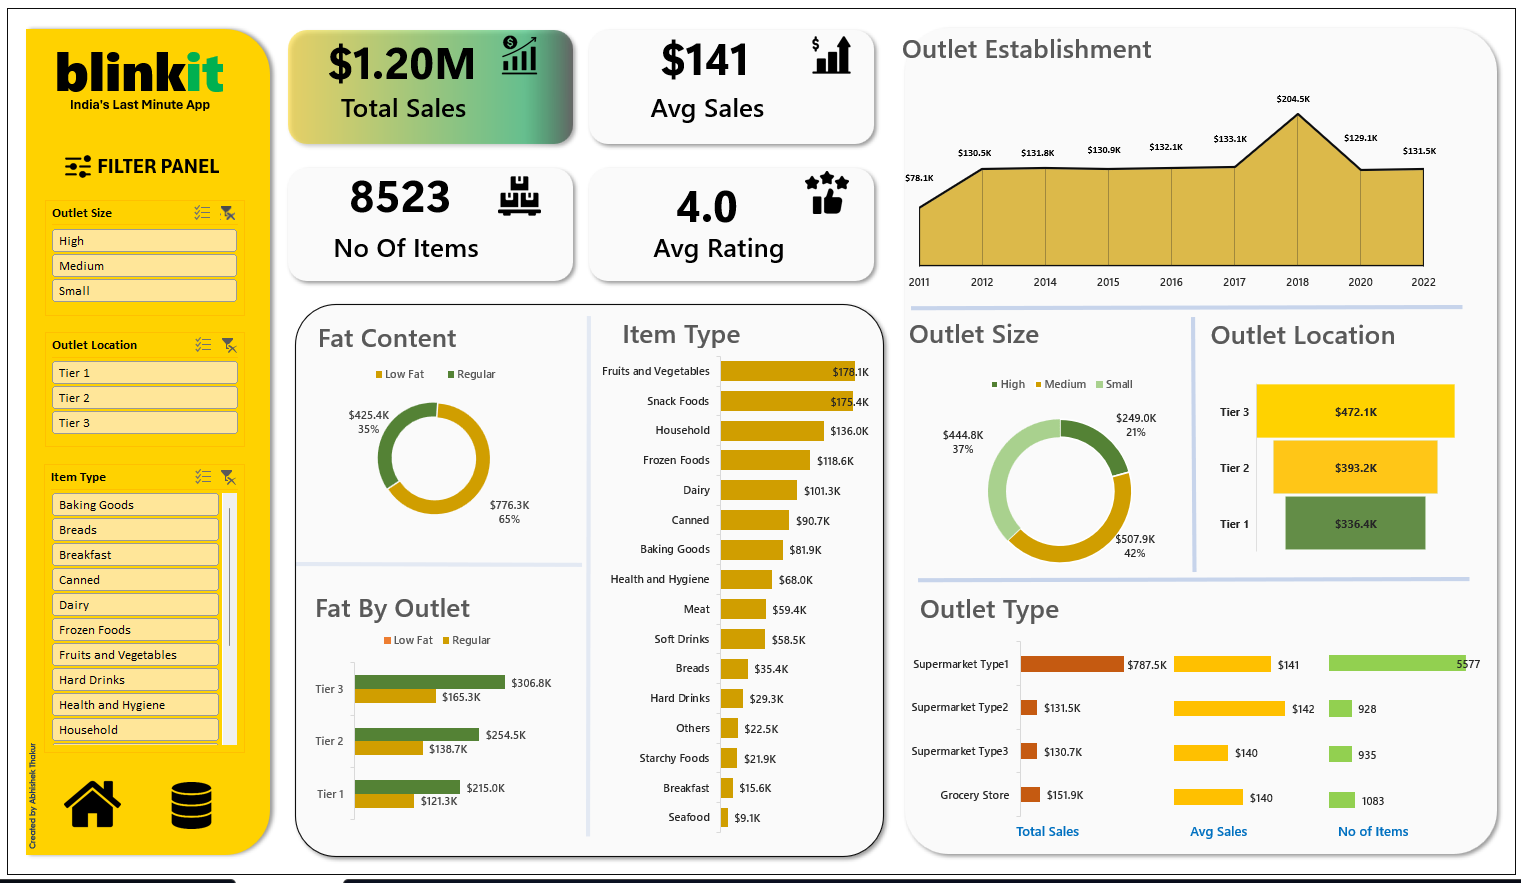 blinkit
India's Last Minute App
FILTER PANEL
Outlet Size
High
Medium
Small
Outlet Location
Tier 1
Tier 2
Tier 3
Item Type
Baking Goods
Breads
Breakfast
Canned
Dairy
Frozen Foods
Fruits and Vegetables
Hard Drinks
Health and Hygiene
Household
Created by Abhishek Thakur
$1.20M
Total Sales
$
$141
Avg Sales
$
8523
No Of Items
4.0
Avg Rating
Fat Content
Low Fat Regular
$425.4K
35%
$776.3K
65%
Fat By Outlet
Low Fat Regular
Tier 3 $306.8K
$165.3K
Tier 2 $254.5K
$138.7K
Tier 1 $215.0K
$121.3K
Item Type
Fruits and Vegetables $178.1K
Snack Foods $175.4K
Household $136.0K
Frozen Foods $118.6K
Dairy $101.3K
Canned $90.7K
Baking Goods $81.9K
Health and Hygiene $68.0K
Meat $59.4K
Soft Drinks $58.5K
Breads $35.4K
Hard Drinks $29.3K
Others $22.5K
Starchy Foods $21.9K
Breakfast $15.6K
Seafood $9.1K
Outlet Establishment
$78.1K $130.5K $131.8K $130.9K $132.1K $133.1K $204.5K $129.1K $131.5K
2011 2012 2014 2015 2016 2017 2018 2020 2022
Outlet Size
High Medium Small
$249.0K
21%
$444.8K
37%
$507.9K
42%
Outlet Location
Tier 3 $472.1K
Tier 2 $393.2K
Tier 1 $336.4K
Outlet Type
Supermarket Type1 $787.5K $141 5577
Supermarket Type2 $131.5K $142 928
Supermarket Type3 $130.7K $140 935
Grocery Store $151.9K $140 1083
Total Sales Avg Sales No of Items